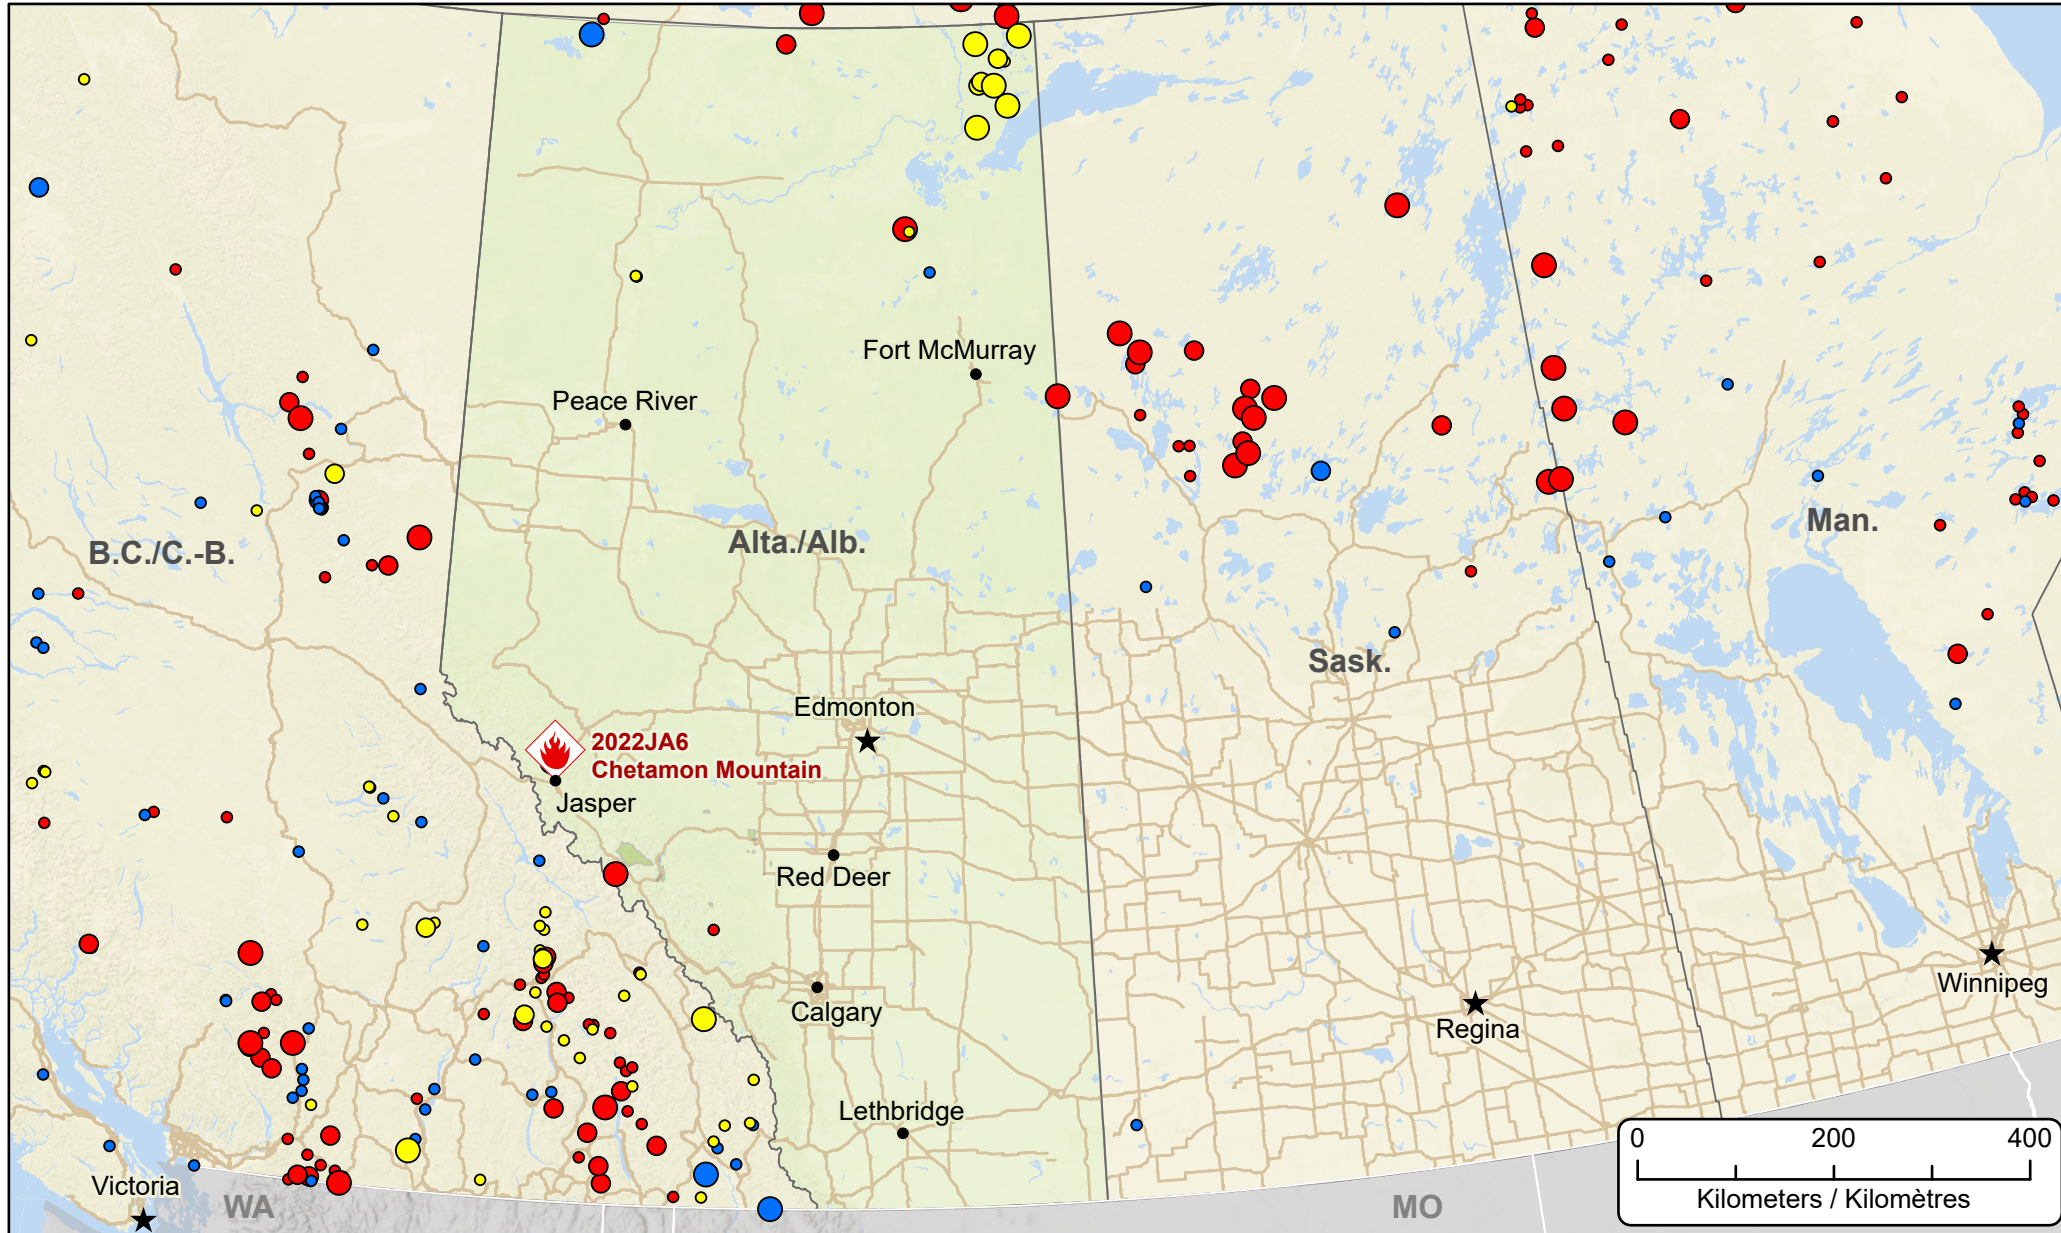 Fort McMurray
Peace River
B.C./C.-B.
Alta./Alb.
Man.
Sask.
Edmonton
2022JA6
Chetamon Mountain
Jasper
Red Deer
Calgary
Winnipeg
Regina
Lethbridge
Victoria
WA
MO
0 200 400
Kilometers / Kilomètres